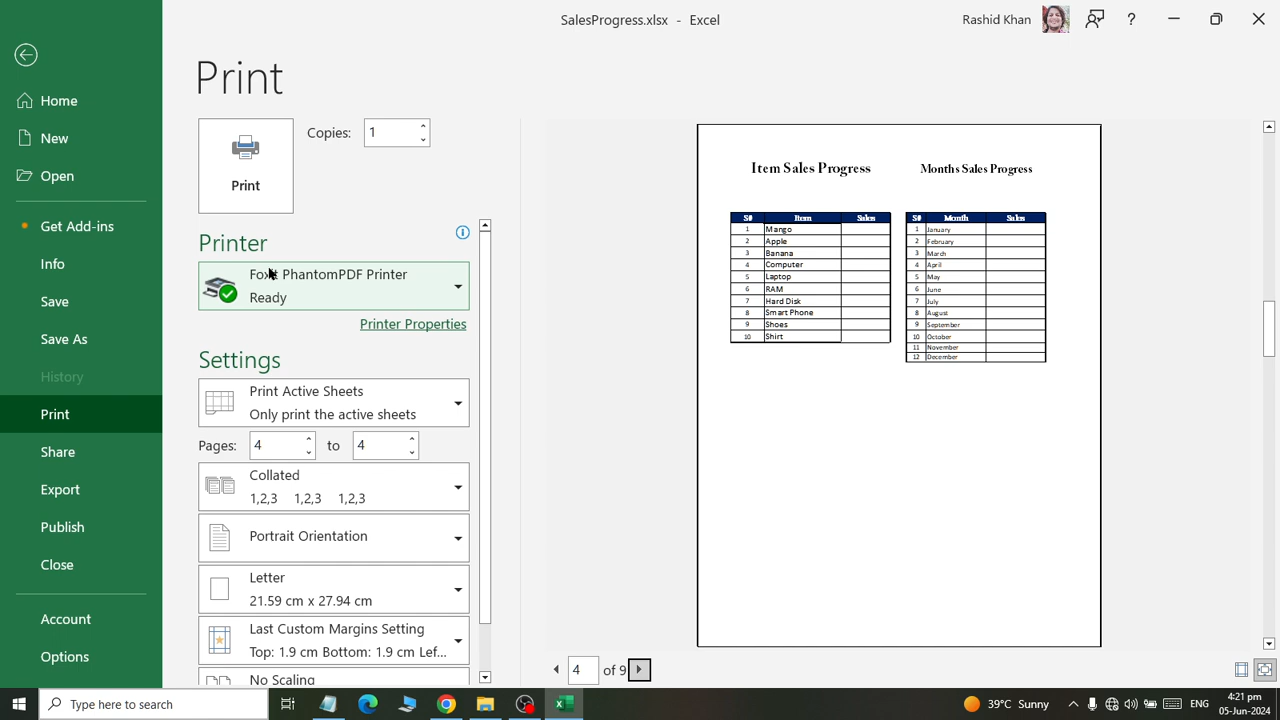 SalesProgress.xlsx - Excel
Rashid Khan
?
Home
New
Open
Get Add-ins
Info
Save
Save As
History
Print
Share
Export
Publish
Close
Account
Options
Print
Print
Copies: 1
Printer
Foxit PhantomPDF Printer
Ready
Printer Properties
Settings
Print Active Sheets
Only print the active sheets
Pages: 4 to 4
Collated
1,2,3 1,2,3 1,2,3
Portrait Orientation
Letter
21.59 cm x 27.94 cm
Last Custom Margins Setting
Top: 1.9 cm Bottom: 1.9 cm Lef...
No Scaling
Item Sales Progress
S# Item Sales
1 Mango
2 Apple
3 Banana
4 Computer
5 Laptop
6 RAM
7 Hard Disk
8 Smart Phone
9 Shoes
10 Shirt
Months Sales Progress
S# Month Sales
1 January
2 February
3 March
4 April
5 May
6 June
7 July
8 August
9 September
10 October
11 November
12 December
4 of 9
Type here to search
39°C Sunny
ENG
4:21 pm
05-Jun-2024